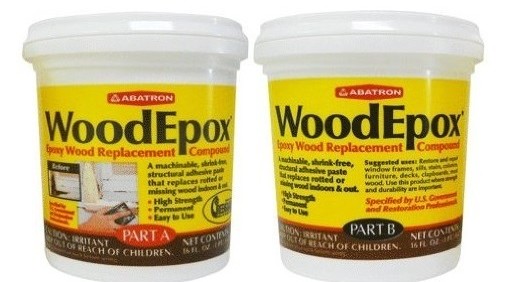 ABATRON
WoodEpox
Epoxy Wood Replacement Compound
Before
A machinable, shrink-free,
structural adhesive paste
that replaces rotted or
missing wood indoors & out.
• High Strength
• Permanent
• Easy to Use
PART A
CAUTION: IRRITANT
KEEP OUT OF REACH OF CHILDREN.
NET CONTENTS
16 FL. OZ.
ABATRON
WoodEpox
Epoxy Wood Replacement Compound
A machinable, shrink-free,
structural adhesive paste
that replaces rotted or
missing wood indoors & out.
• High Strength
• Permanent
• Easy to Use
Suggested uses: Restore and repair
window frames, sills, stairs, columns,
furniture, decks, clapboards, and
wood. Use this product where strength
and durability are important.
Specified by U.S.
and Restoration
PART B
CAUTION: IRRITANT
KEEP OUT OF REACH OF CHILDREN.
NET CONTENTS
16 FL. OZ.